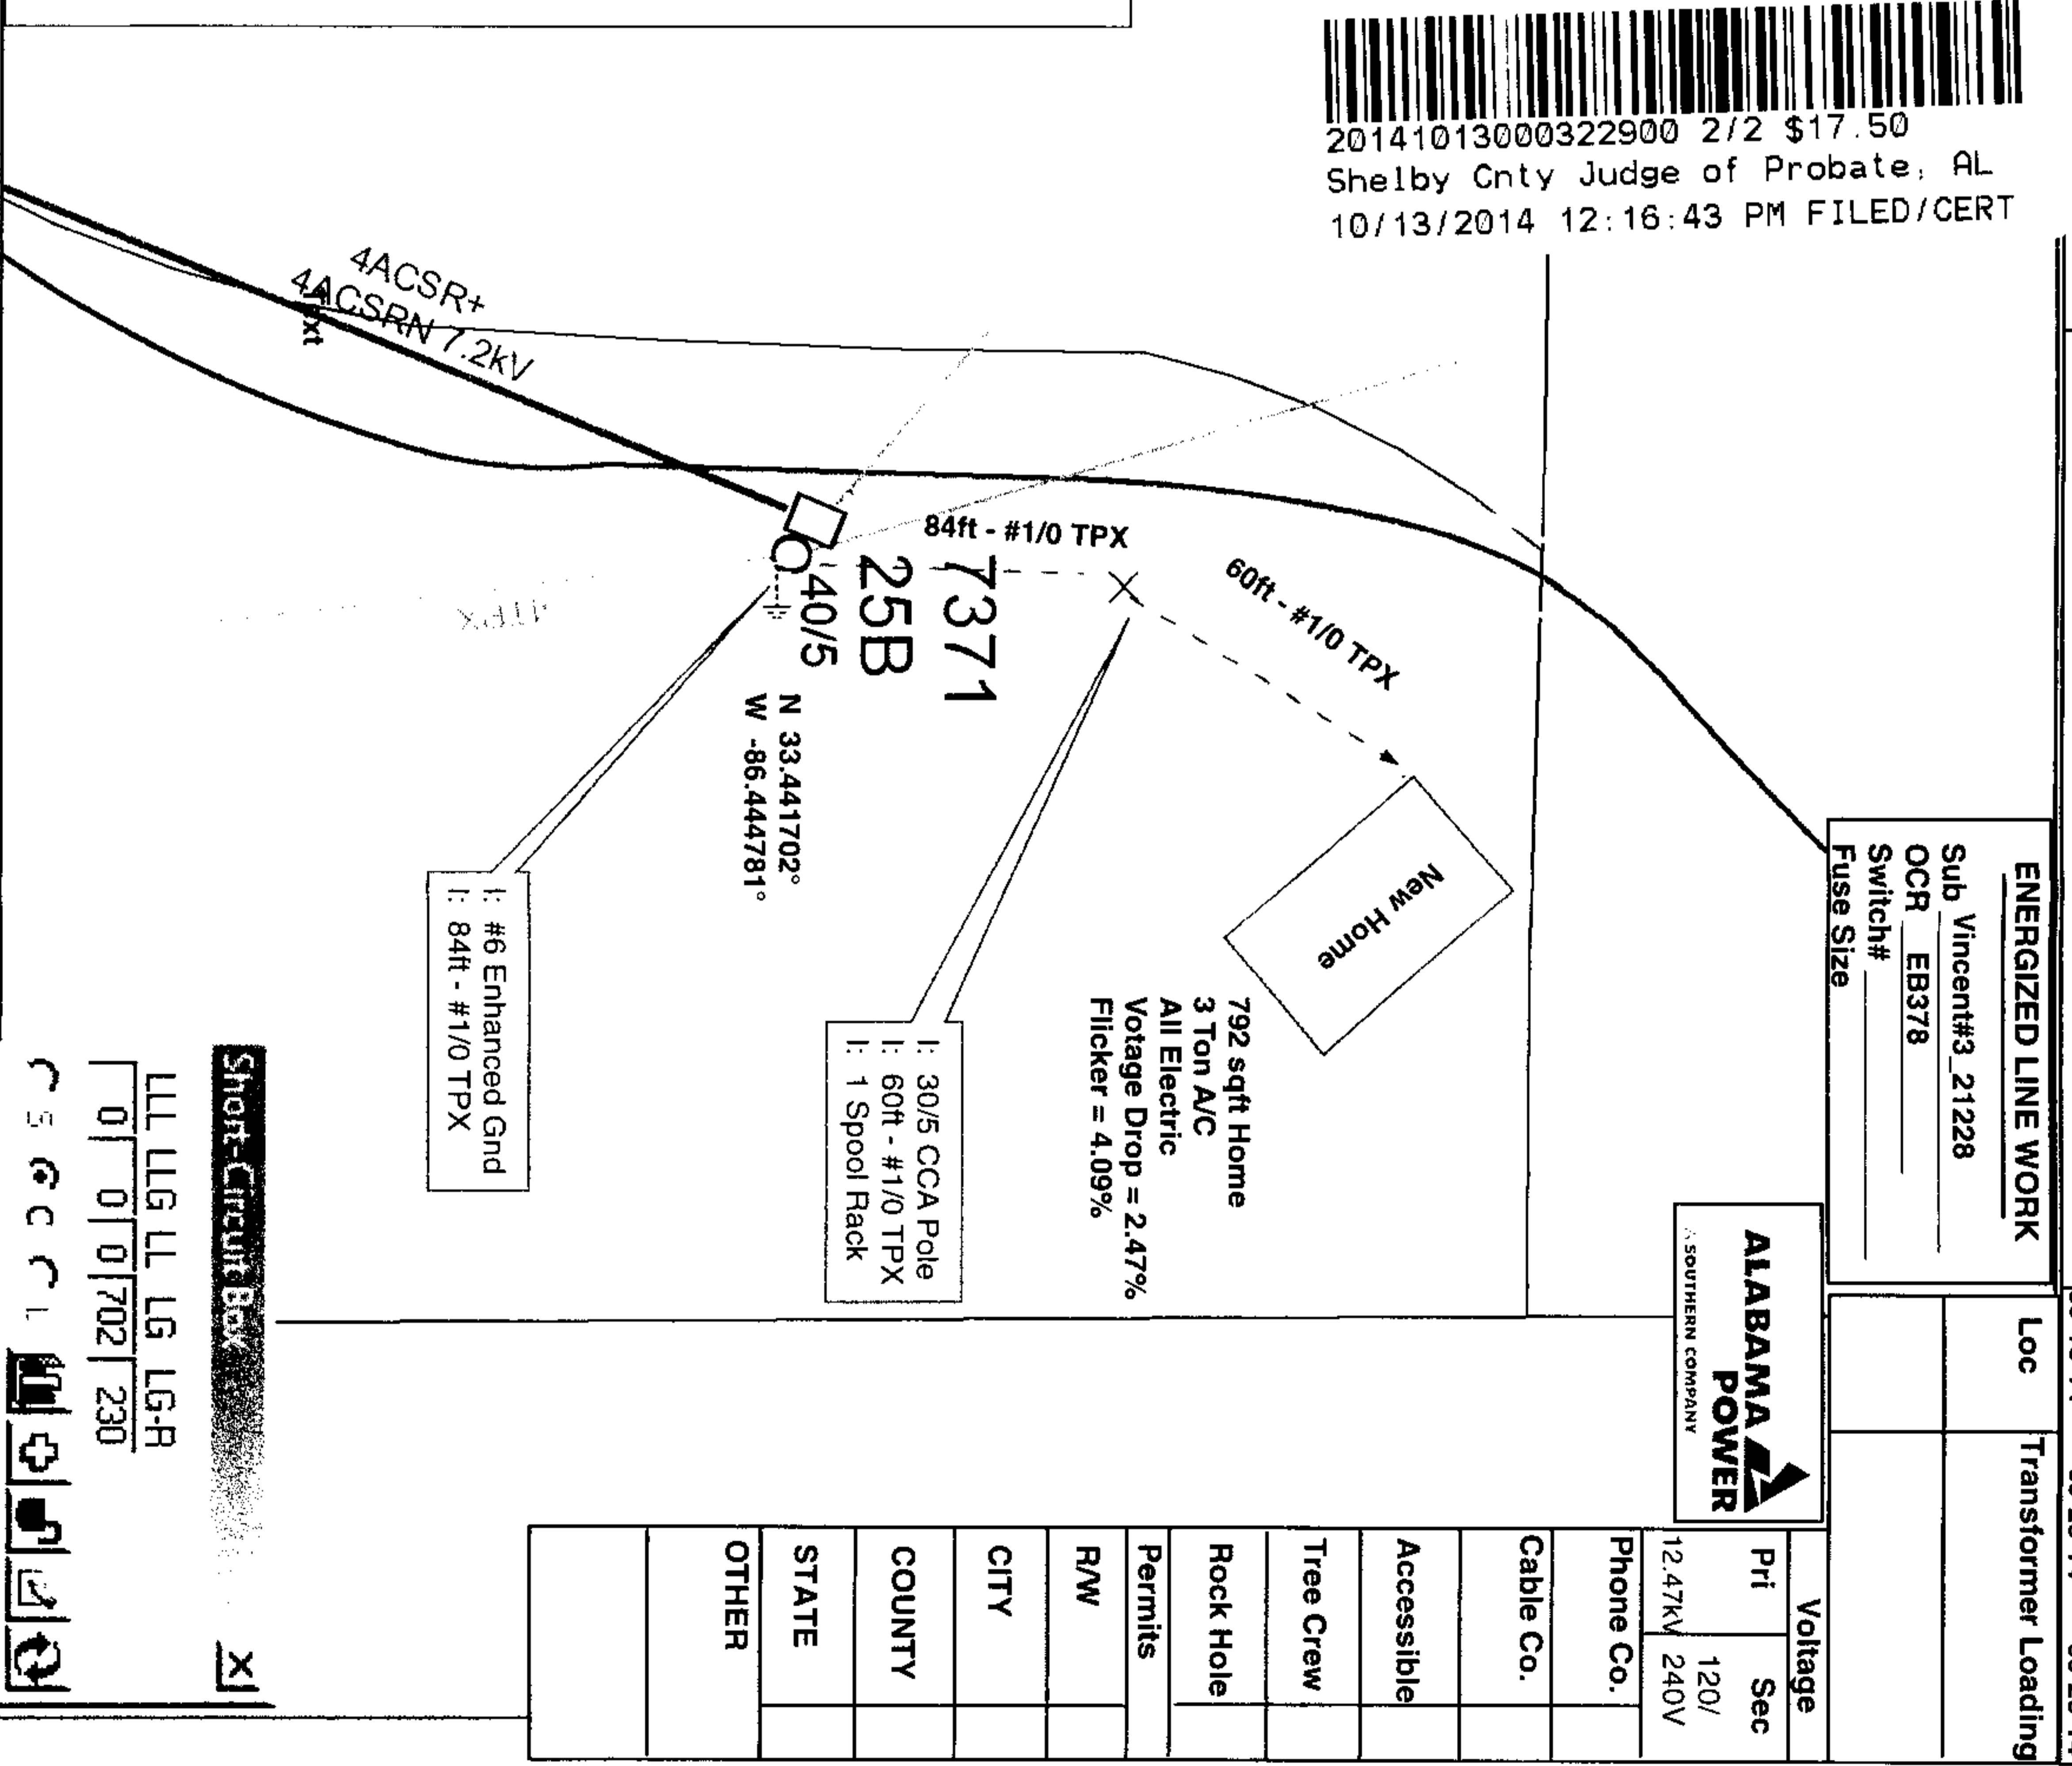 20141013000322900 2/2 $17.50
Shelby Cnty Judge of Probate, AL
10/13/2014 12:16:43 PM FILED/CERT
4ACSR+
4ACSRN 7.2kV
Text
84ft - #1/0 TPX
60ft - #1/0 TPX
7371
25B
40/5
N 33.441702°
W -86.444781°
New Home
792 sqft Home
3 Ton A/C
All Electric
Votage Drop = 2.47%
Flicker = 4.09%
I: 30/5 CCA Pole
I: 60ft - #1/0 TPX
I: 1 Spool Rack
I: #6 Enhanced Gnd
I: 84ft - #1/0 TPX
ENERGIZED LINE WORK
Sub Vincent#3_21228
OCR EB378
Switch#
Fuse Size
Loc Transformer Loading
ALABAMA
POWER
A SOUTHERN COMPANY
Voltage
Pri Sec
12.47kV 120/
240V
Phone Co.
Cable Co.
Accessible
Tree Crew
Rock Hole
Permits
R/W
CITY
COUNTY
STATE
OTHER
Short-Circuit Box X
LLL LLG LL LG LG-R
0 0 0 702 230